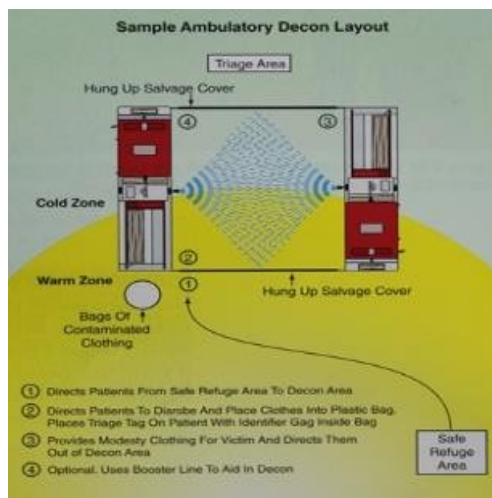 Sample Ambulatory Decon Layout
Triage Area
Hung Up Salvage Cover
4
3
Cold Zone
2
Warm Zone
1
Hung Up Salvage Cover
Bags Of
Contaminated
Clothing
1 Directs Patients From Safe Refuge Area To Decon Area
2 Directs Patients To Disrobe And Place Clothes Into Plastic Bag.
Places Triage Tag On Patient With Identifier Gag Inside Bag
3 Provides Modesty Clothing For Victim And Directs Them
Out of Decon Area
4 Optional. Uses Booster Line To Aid In Decon
Safe
Refuge
Area